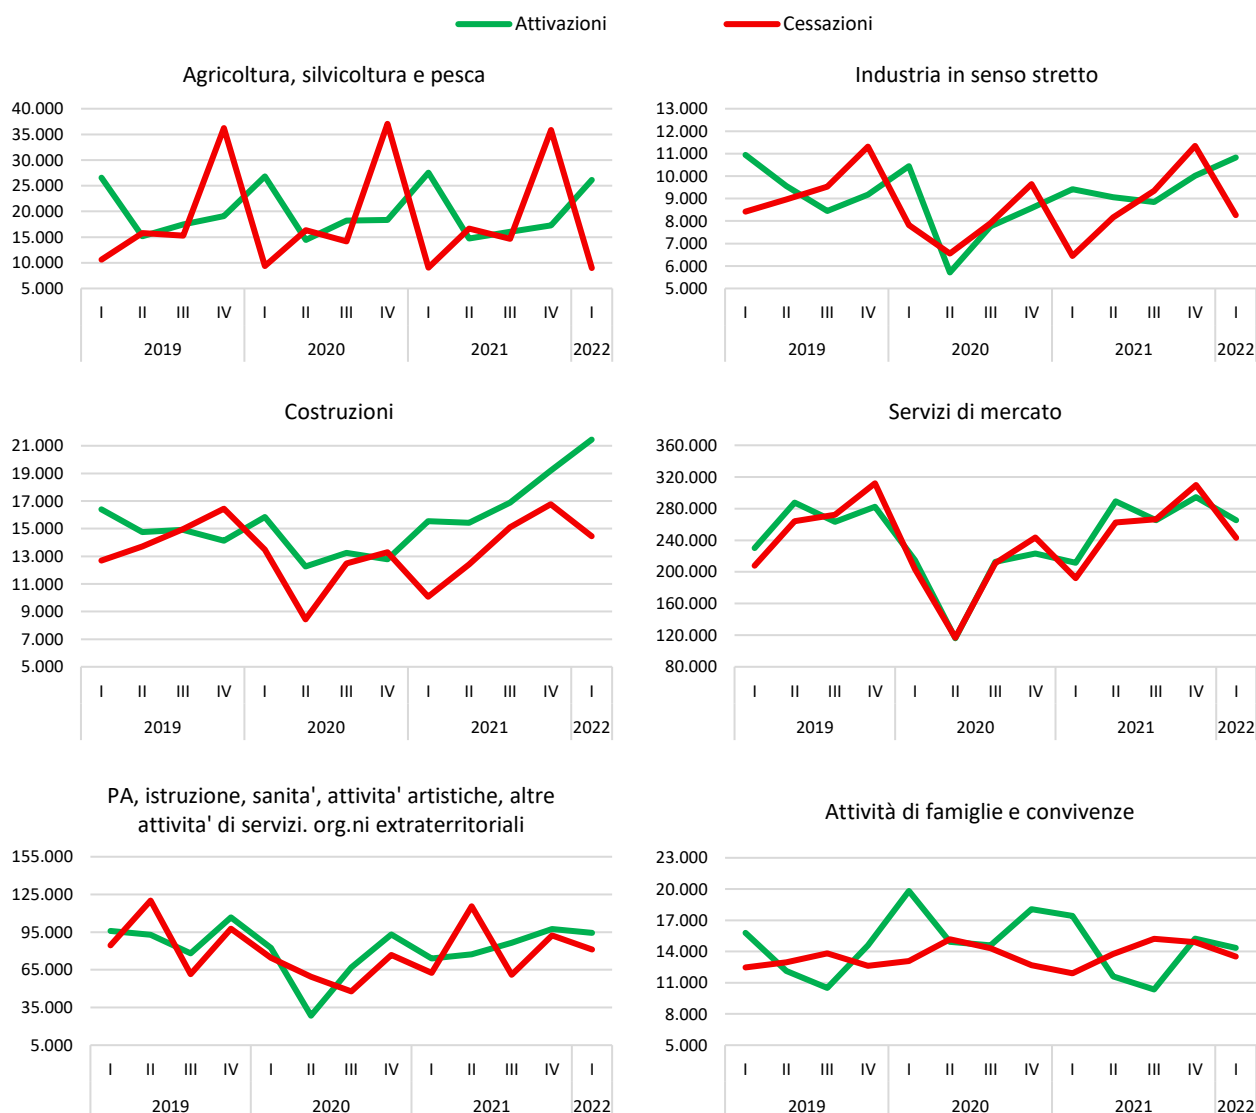 Attivazioni Cessazioni
Agricoltura, silvicoltura e pesca
40.000
35.000
30.000
25.000
20.000
15.000
10.000
5.000
I II III IV I II III IV I II III IV I
2019 2020 2021 2022
Industria in senso stretto
13.000
12.000
11.000
10.000
9.000
8.000
7.000
6.000
5.000
I II III IV I II III IV I II III IV I
2019 2020 2021 2022
Costruzioni
21.000
19.000
17.000
15.000
13.000
11.000
9.000
7.000
5.000
I II III IV I II III IV I II III IV I
2019 2020 2021 2022
Servizi di mercato
360.000
320.000
280.000
240.000
200.000
160.000
120.000
80.000
I II III IV I II III IV I II III IV I
2019 2020 2021 2022
PA, istruzione, sanita', attivita' artistiche, altre
attivita' di servizi. org.ni extraterritoriali
155.000
125.000
95.000
65.000
35.000
5.000
I II III IV I II III IV I II III IV I
2019 2020 2021 2022
Attività di famiglie e convivenze
23.000
20.000
17.000
14.000
11.000
8.000
5.000
I II III IV I II III IV I II III IV I
2019 2020 2021 2022